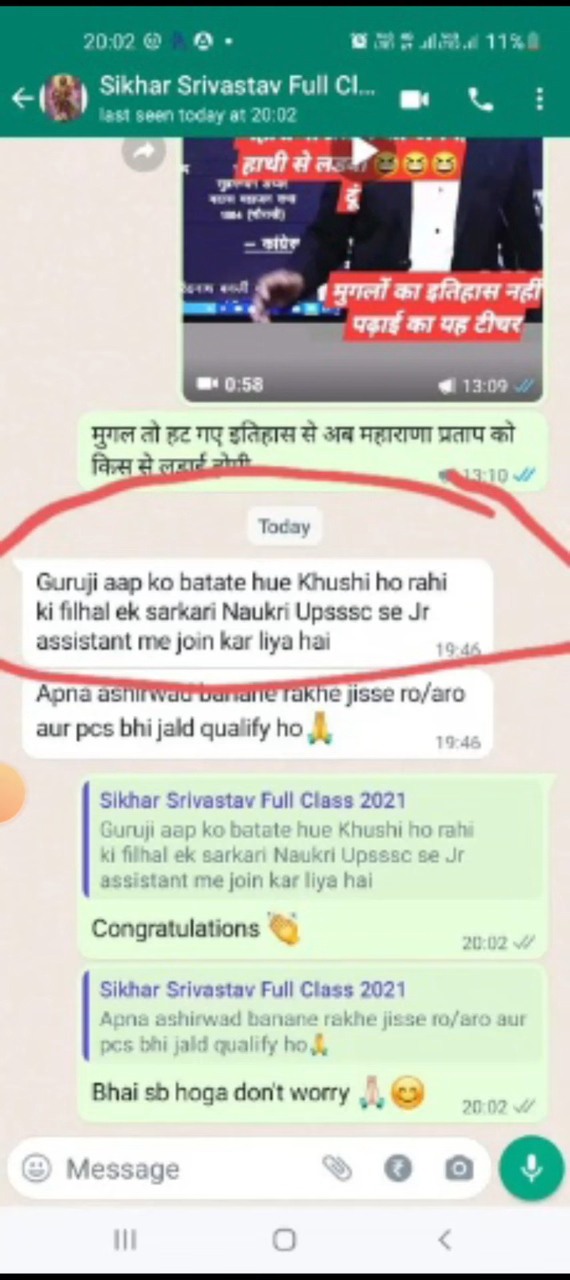 20:02
11%
Sikhar Srivastav Full Cl...
last seen today at 20:02
हाथी से
1884
– कांग्रेस
मुगलों का इतिहास नहीं
पढ़ाई का यह टीचर
0:58
13:09
मुगल तो हट गए इतिहास से अब महाराणा प्रताप को
किस से लड़ाई होगी
13:10
Today
Guruji aap ko batate hue Khushi ho rahi
ki filhal ek sarkari Naukri Upsssc se Jr
assistant me join kar liya hai
19:46
Apna ashirwad banane rakhe jisse ro/aro
aur pcs bhi jald qualify ho🙏
19:46
Sikhar Srivastav Full Class 2021
Guruji aap ko batate hue Khushi ho rahi
ki filhal ek sarkari Naukri Upsssc se Jr
assistant me join kar liya hai
Congratulations 👏
20:02
Sikhar Srivastav Full Class 2021
Apna ashirwad banane rakhe jisse ro/aro aur
pcs bhi jald qualify ho🙏
Bhai sb hoga don't worry 🙏😊
20:02
Message